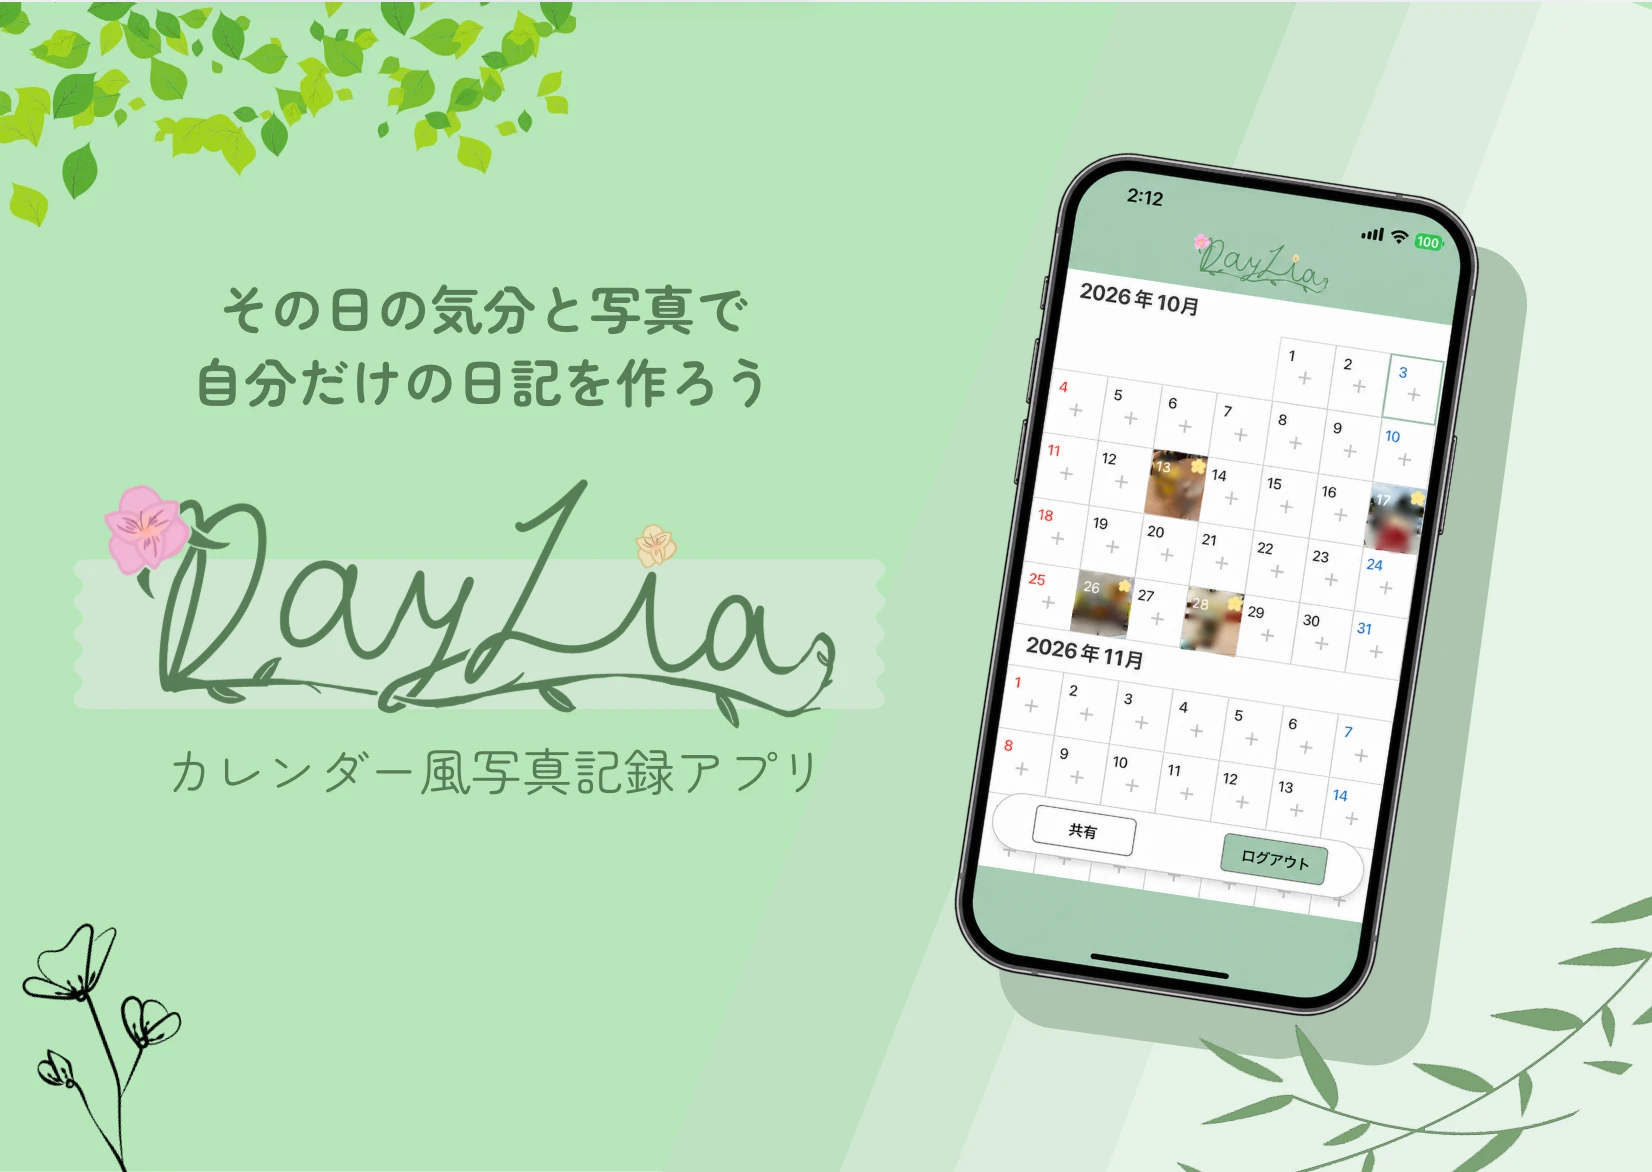 その日の気分と写真で
自分だけの日記を作ろう
DayLia
カレンダー風写真記録アプリ
2:12
100
DayLia
2026年10月
1 2 3
4 5 6 7 8 9 10
11 12 13 14 15 16 17
18 19 20 21 22 23 24
25 26 27 28 29 30 31
2026年11月
1 2 3 4 5 6 7
8 9 10 11 12 13 14
共有 ログアウト